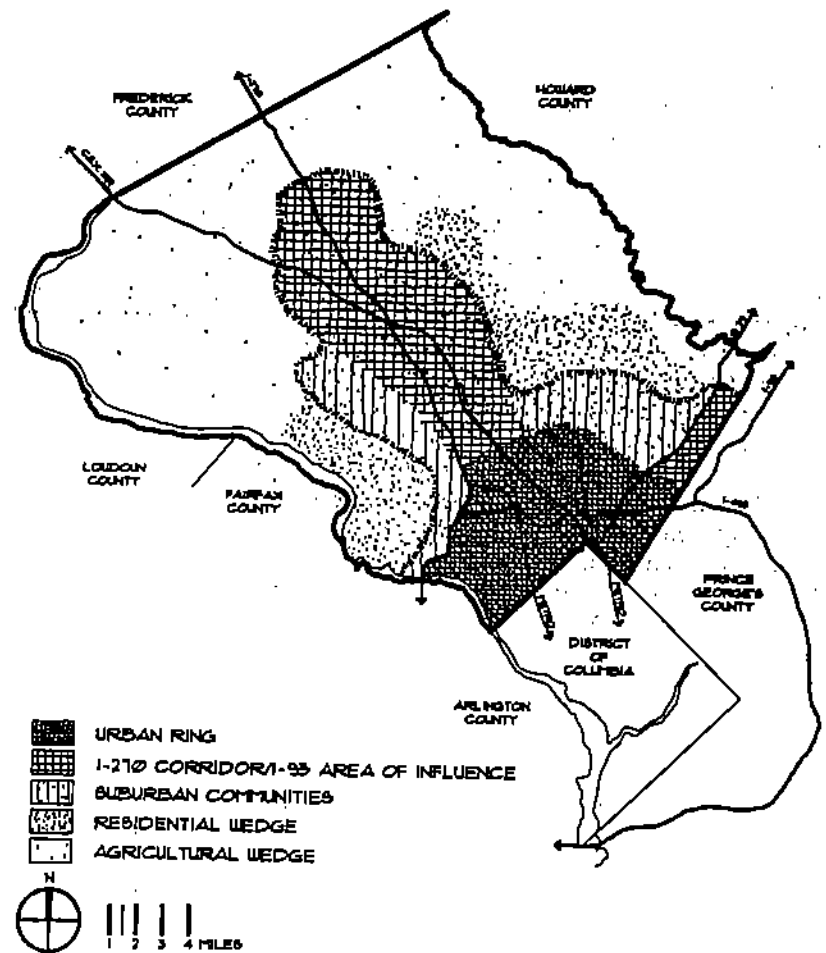 FREDERICK
COUNTY
I-270
HOWARD
COUNTY
LOUDOUN
COUNTY
FAIRFAX
COUNTY
PRINCE
GEORGE'S
COUNTY
DISTRICT
OF
COLUMBIA
ARLINGTON
COUNTY
URBAN RING
I-270 CORRIDOR/I-95 AREA OF INFLUENCE
SUBURBAN COMMUNITIES
RESIDENTIAL WEDGE
AGRICULTURAL WEDGE
N
1 2 3 4 MILES